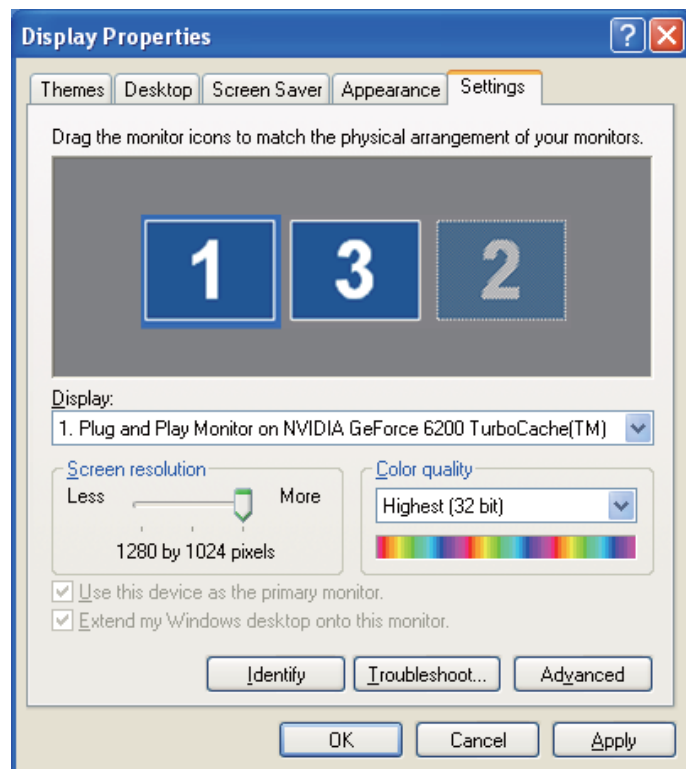 Display Properties
Themes Desktop Screen Saver Appearance Settings
Drag the monitor icons to match the physical arrangement of your monitors.
1 3 2
Display:
1. Plug and Play Monitor on NVIDIA GeForce 6200 TurboCache(TM)
Screen resolution
Less More
1280 by 1024 pixels
Color quality
Highest (32 bit)
Use this device as the primary monitor.
Extend my Windows desktop onto this monitor.
Identify Troubleshoot... Advanced
OK Cancel Apply